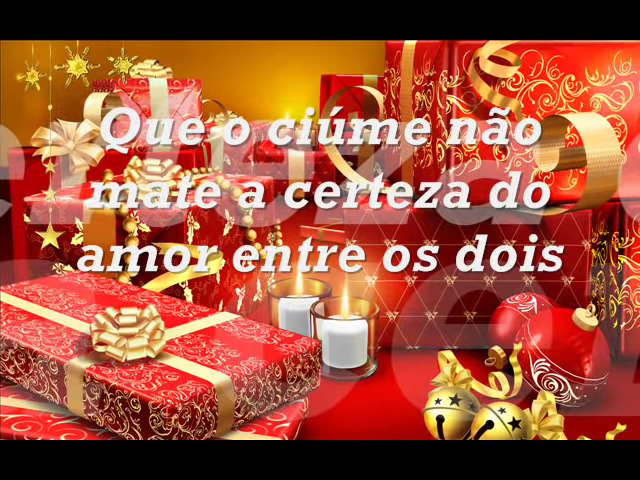 Que o ciúme não
mate a certeza do
amor entre os dois